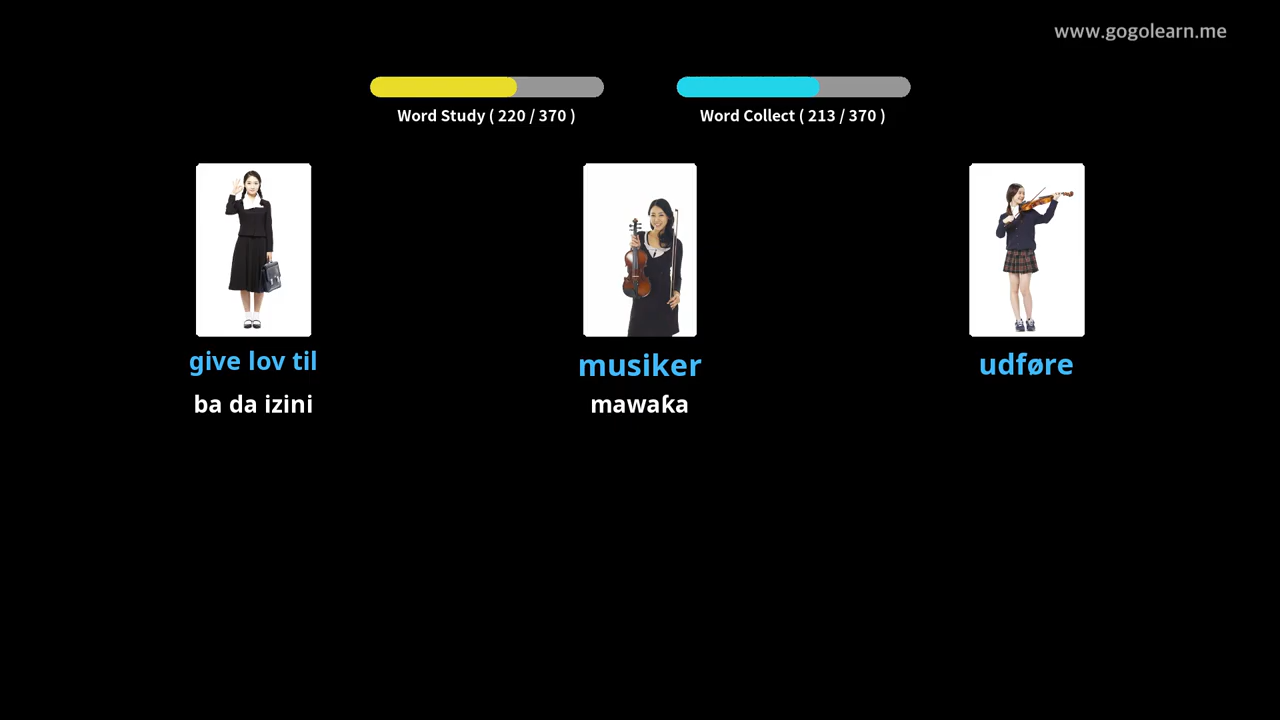 www.gogolearn.me
Word Study ( 220 / 370 )
Word Collect ( 213 / 370 )
give lov til
musiker
udføre
ba da izini
mawaƙa